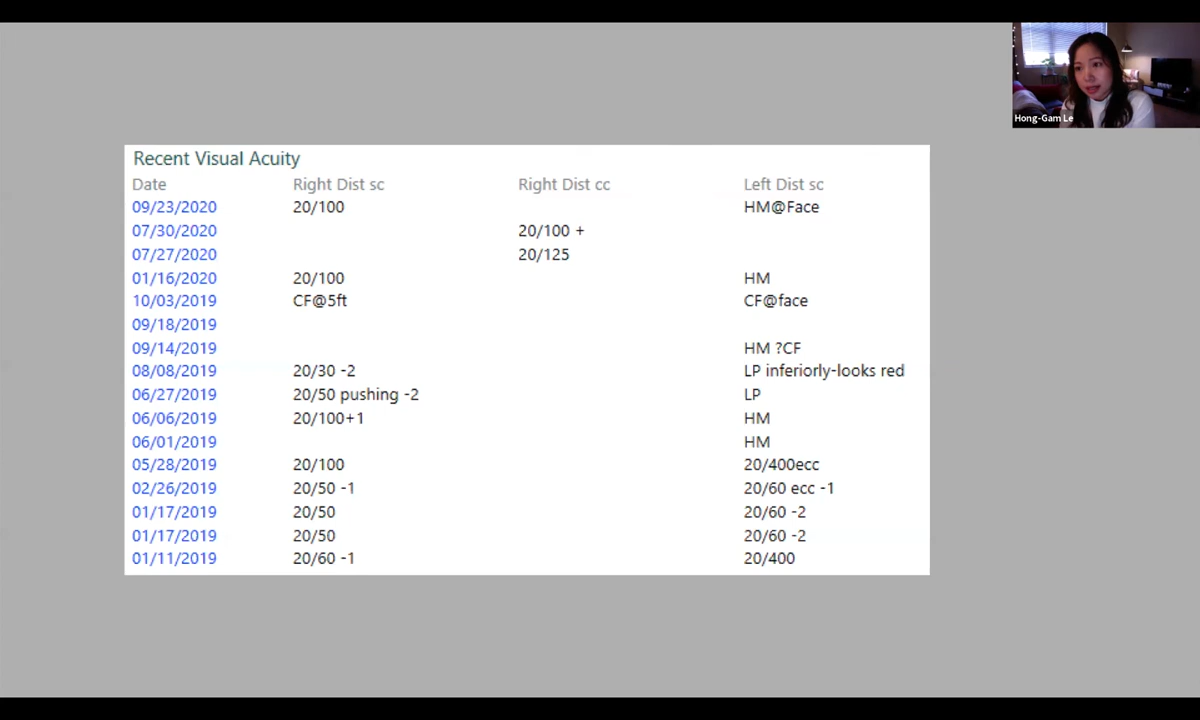 Hong-Gam Le
Recent Visual Acuity
Date Right Dist sc Right Dist cc Left Dist sc
09/23/2020 20/100 HM@Face
07/30/2020 20/100 +
07/27/2020 20/125
01/16/2020 20/100 HM
10/03/2019 CF@5ft CF@face
09/18/2019
09/14/2019 HM ?CF
08/08/2019 20/30 -2 LP inferiorly-looks red
06/27/2019 20/50 pushing -2 LP
06/06/2019 20/100+1 HM
06/01/2019 HM
05/28/2019 20/100 20/400ecc
02/26/2019 20/50 -1 20/60 ecc -1
01/17/2019 20/50 20/60 -2
01/17/2019 20/50 20/60 -2
01/11/2019 20/60 -1 20/400